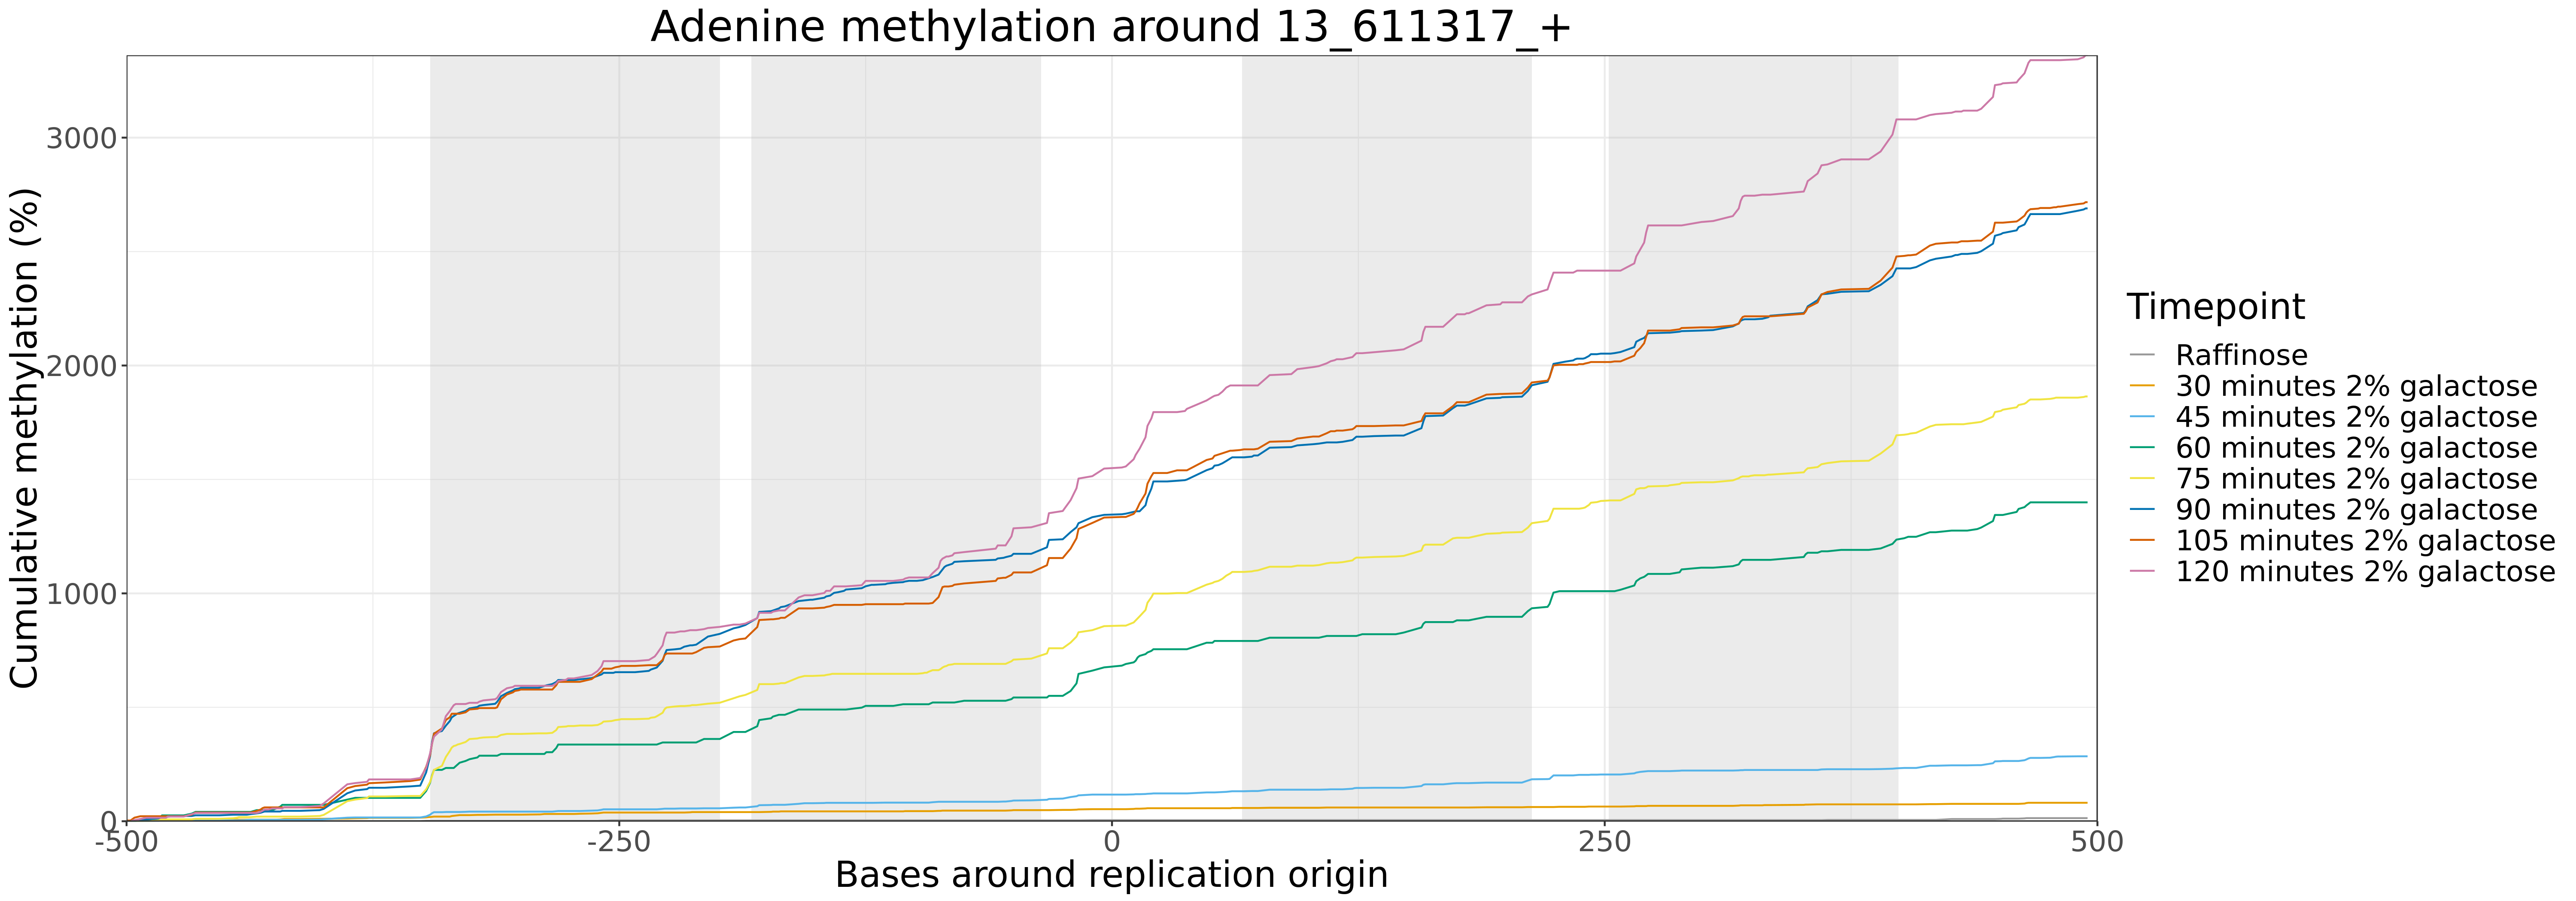 Adenine methylation around 13_611317_+
Cumulative methylation (%)
3000
2000
1000
0
-500
-250
0
250
500
Bases around replication origin
Timepoint
Raffinose
30 minutes 2% galactose
45 minutes 2% galactose
60 minutes 2% galactose
75 minutes 2% galactose
90 minutes 2% galactose
105 minutes 2% galactose
120 minutes 2% galactose